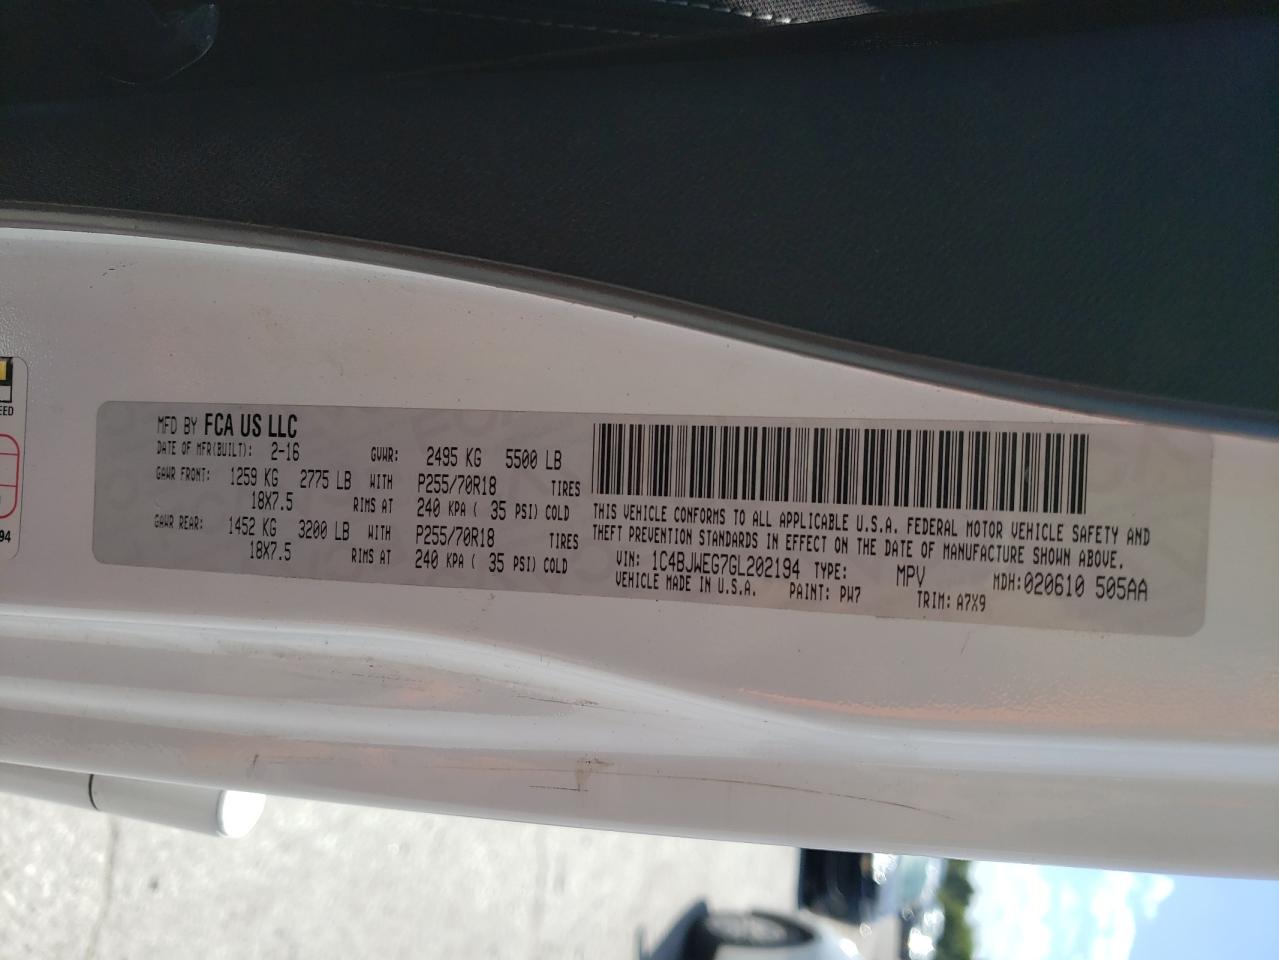 MFD BY FCA US LLC
DATE OF MFR(BUILT): 2-16 GVWR: 2495 KG 5500 LB
GAWR FRONT: 1259 KG 2775 LB WITH P255/70R18 TIRES
18X7.5 RIMS AT 240 KPA ( 35 PSI) COLD
GAWR REAR: 1452 KG 3200 LB WITH P255/70R18 TIRES
18X7.5 RIMS AT 240 KPA ( 35 PSI) COLD
THIS VEHICLE CONFORMS TO ALL APPLICABLE U.S.A. FEDERAL MOTOR VEHICLE SAFETY AND
THEFT PREVENTION STANDARDS IN EFFECT ON THE DATE OF MANUFACTURE SHOWN ABOVE.
VIN: 1C4BJWEG7GL202194 TYPE: MPV MDH:020610 505AA
VEHICLE MADE IN U.S.A. PAINT: PW7 TRIM: A7X9
94